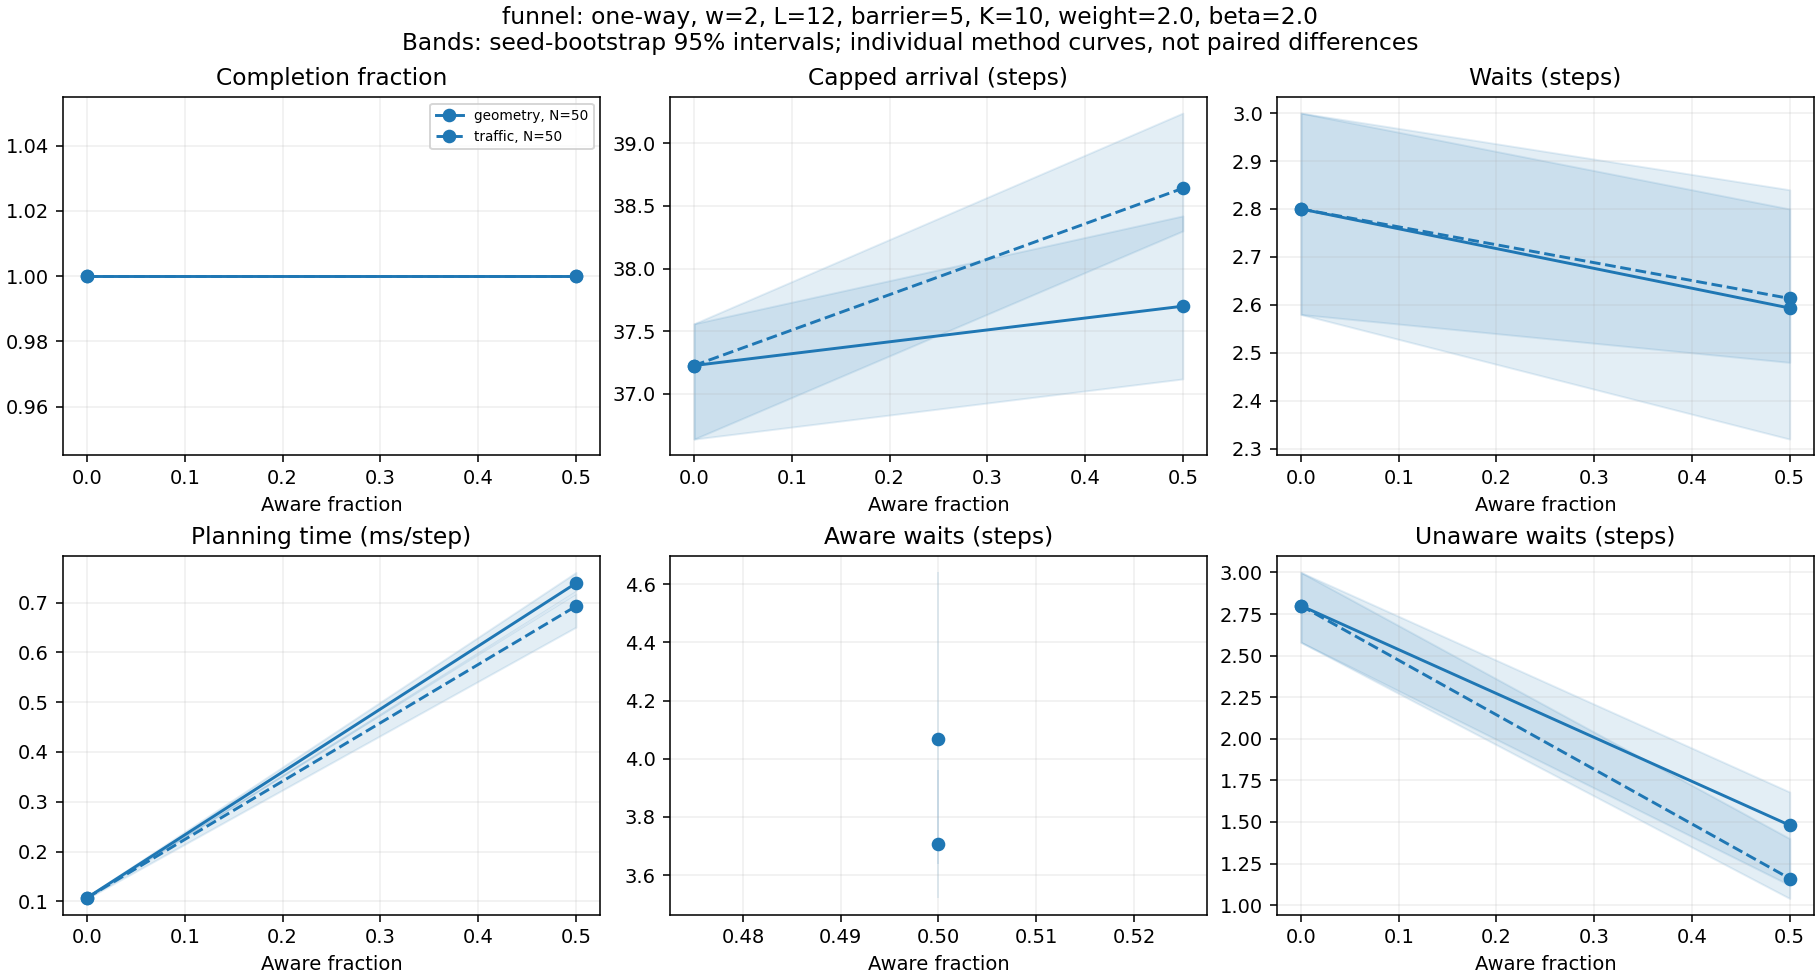 funnel: one-way, w=2, L=12, barrier=5, K=10, weight=2.0, beta=2.0
Bands: seed-bootstrap 95% intervals; individual method curves, not paired differences
Completion fraction
geometry, N=50
traffic, N=50
1.04
1.02
1.00
0.98
0.96
0.0 0.1 0.2 0.3 0.4 0.5
Aware fraction
Capped arrival (steps)
39.0
38.5
38.0
37.5
37.0
0.0 0.1 0.2 0.3 0.4 0.5
Aware fraction
Waits (steps)
3.0
2.9
2.8
2.7
2.6
2.5
2.4
2.3
0.0 0.1 0.2 0.3 0.4 0.5
Aware fraction
Planning time (ms/step)
0.7
0.6
0.5
0.4
0.3
0.2
0.1
0.0 0.1 0.2 0.3 0.4 0.5
Aware fraction
Aware waits (steps)
4.6
4.4
4.2
4.0
3.8
3.6
0.48 0.49 0.50 0.51 0.52
Aware fraction
Unaware waits (steps)
3.00
2.75
2.50
2.25
2.00
1.75
1.50
1.25
1.00
0.0 0.1 0.2 0.3 0.4 0.5
Aware fraction